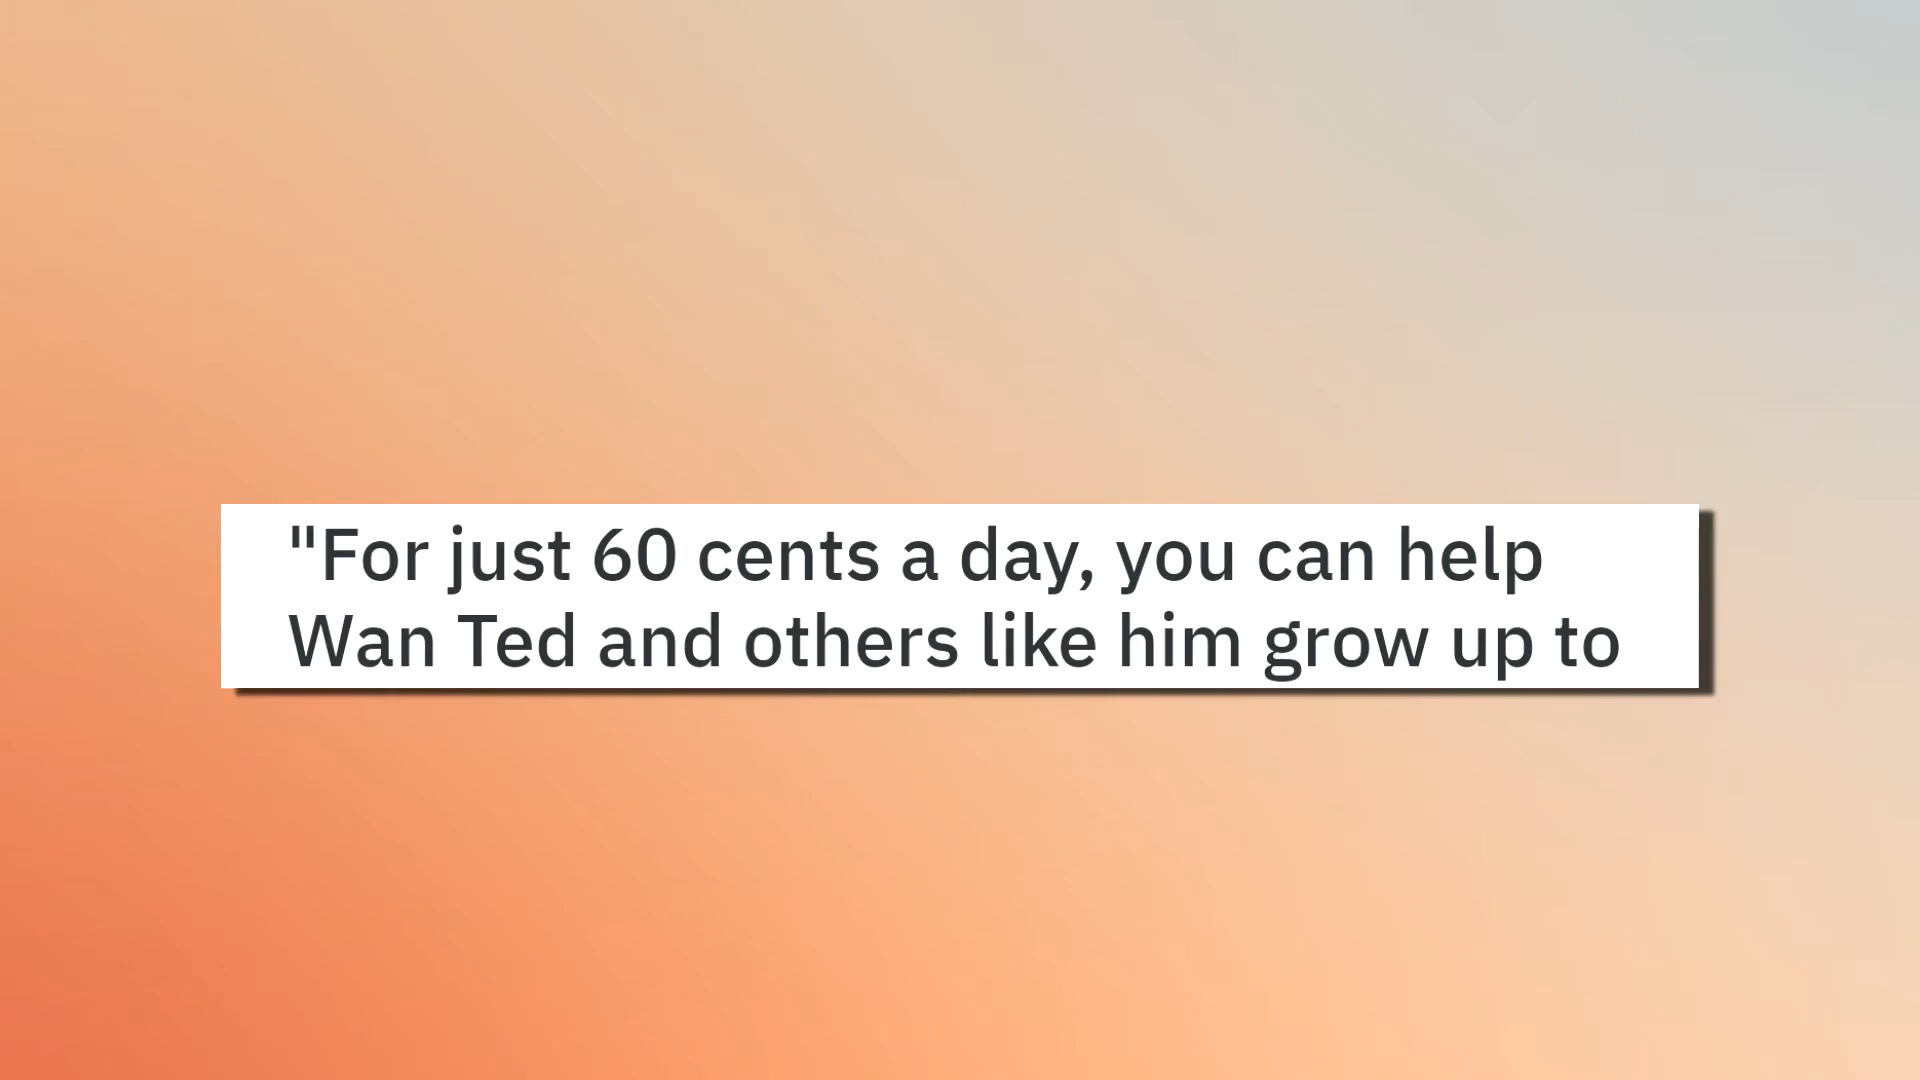 "For just 60 cents a day, you can help
Wan Ted and others like him grow up to